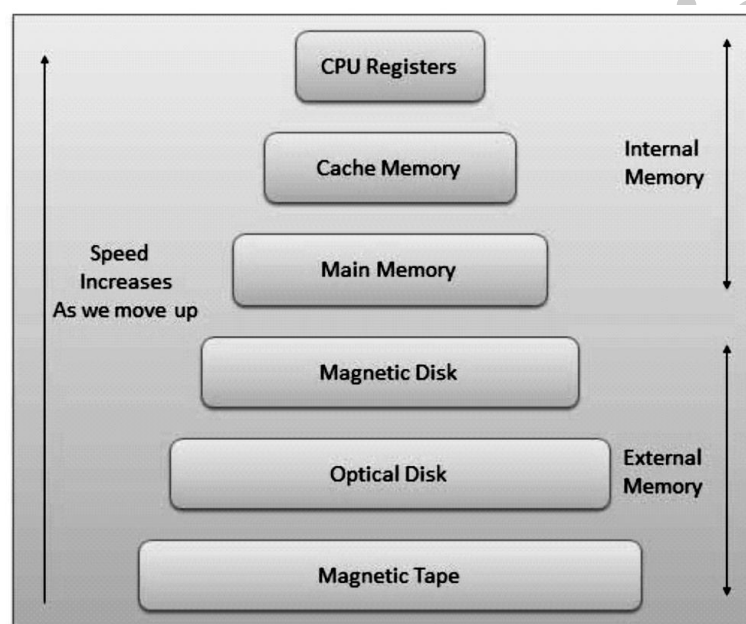 CPU Registers
Cache Memory
Internal
Memory
Main Memory
Speed
Increases
As we move up
Magnetic Disk
Optical Disk
External
Memory
Magnetic Tape